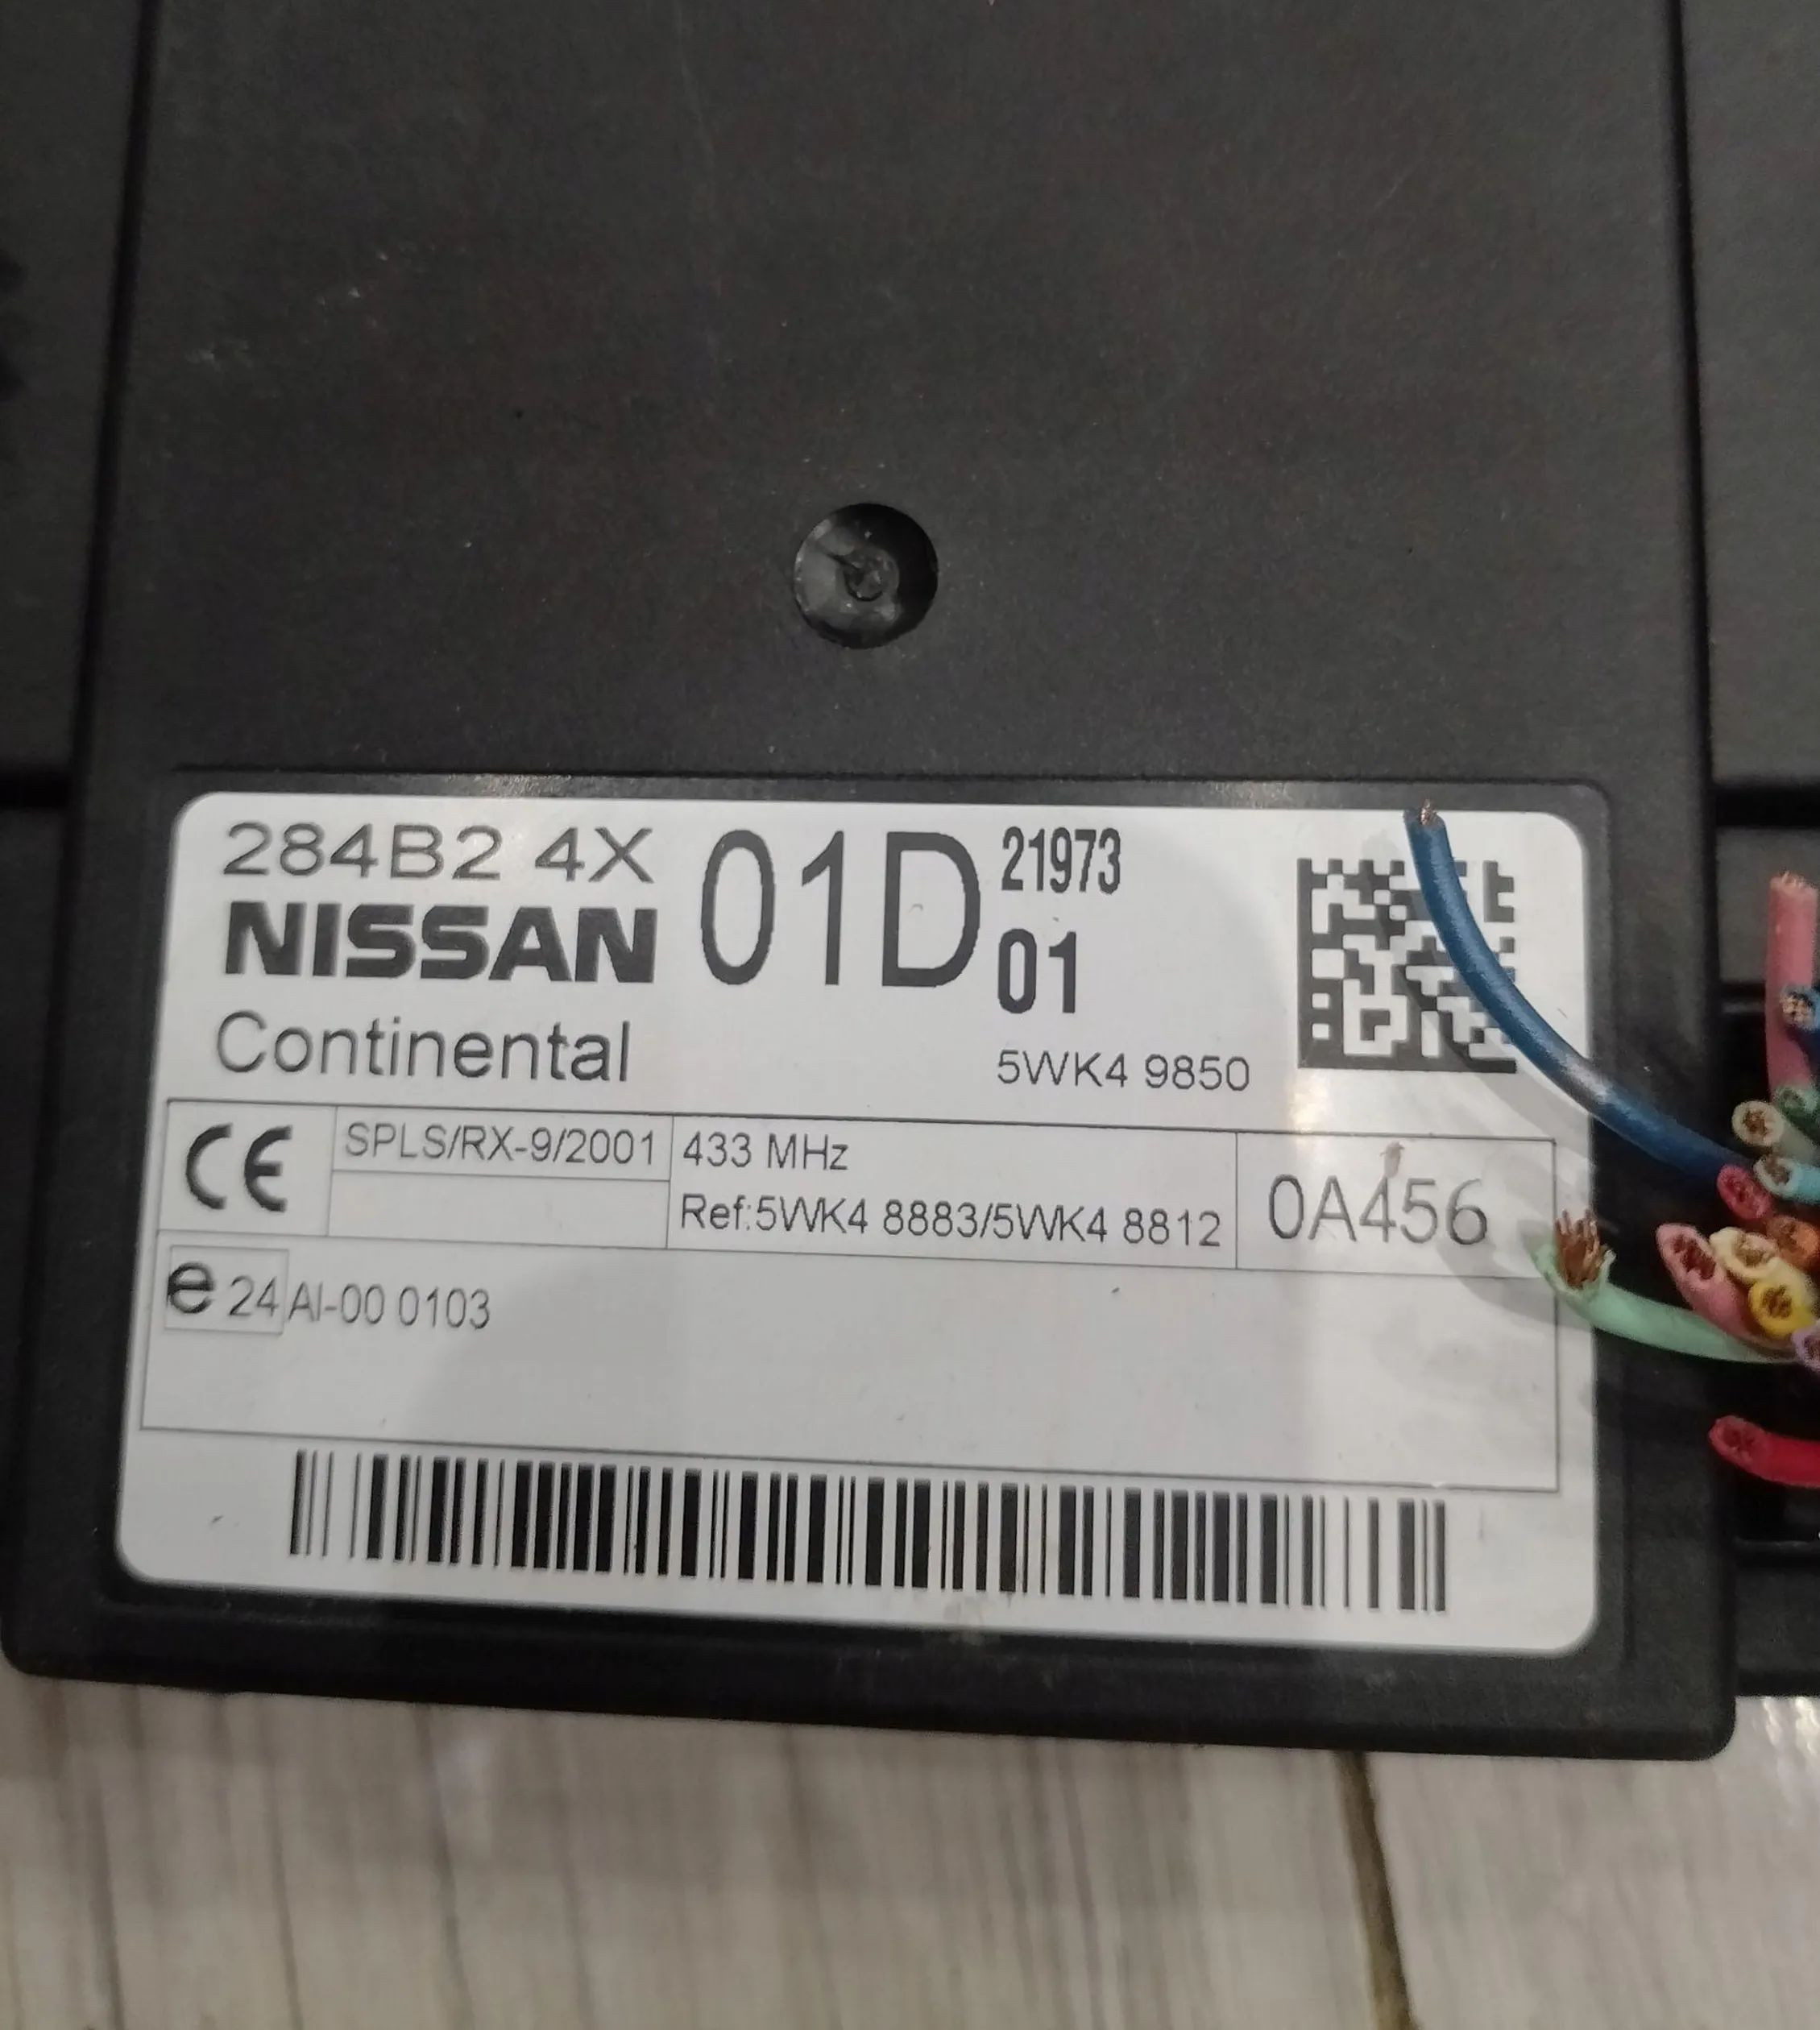 284B2 4X 01D 21973
NISSAN 01
Continental 5WK4 9850
CE SPLS/RX-9/2001 433 MHz 0A456
Ref:5WK4 8883/5WK4 8812
e 24 AI-00 0103